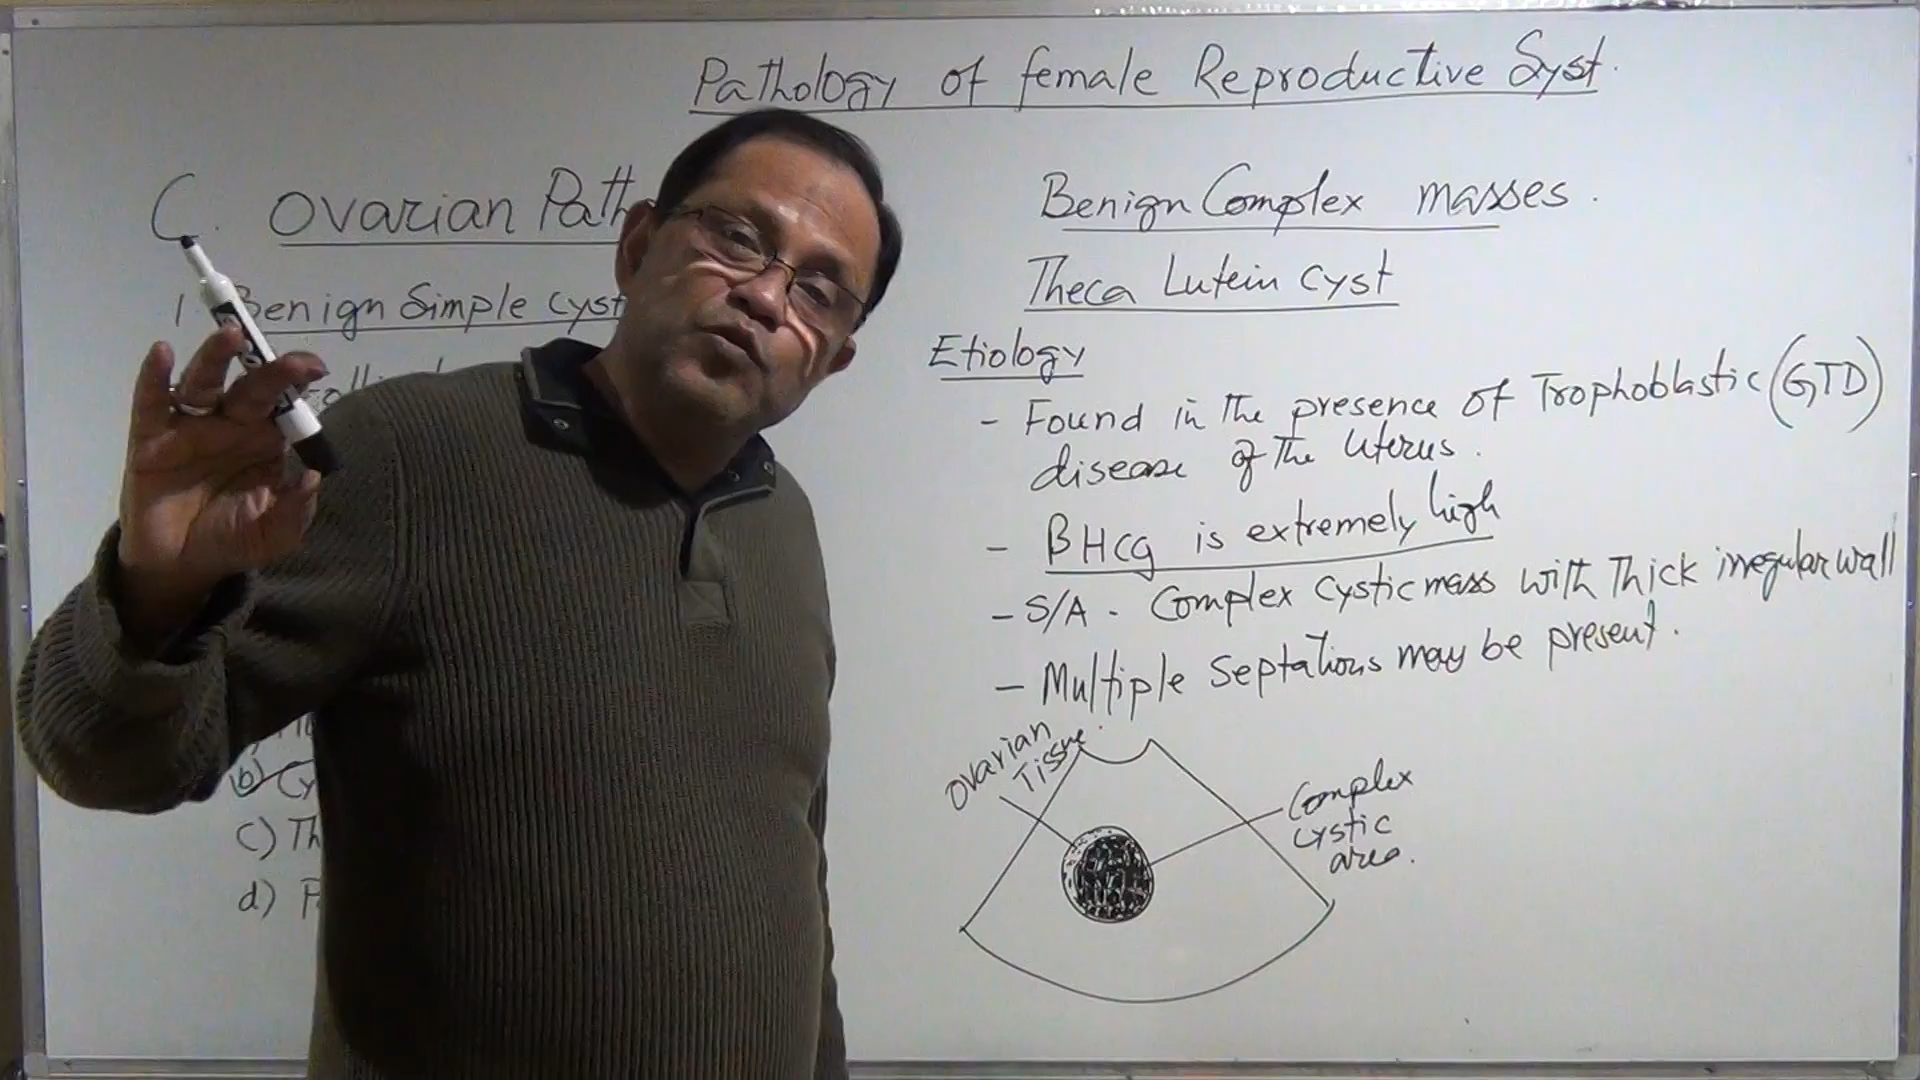 Pathology of female Reproductive Syst.
C. Ovarian Path
1. Benign Simple cyst
b) Cy
c) Th
d)
Benign Complex masses.
Theca Lutein cyst
Etiology
- Found in the presence of Trophoblastic (GTD)
disease of the uterus.
- BHCG is extremely high
- S/A - Complex cystic mass with thick irregular wall
- Multiple Septations may be present.
Ovarian
Tissue.
Complex
cystic
area.